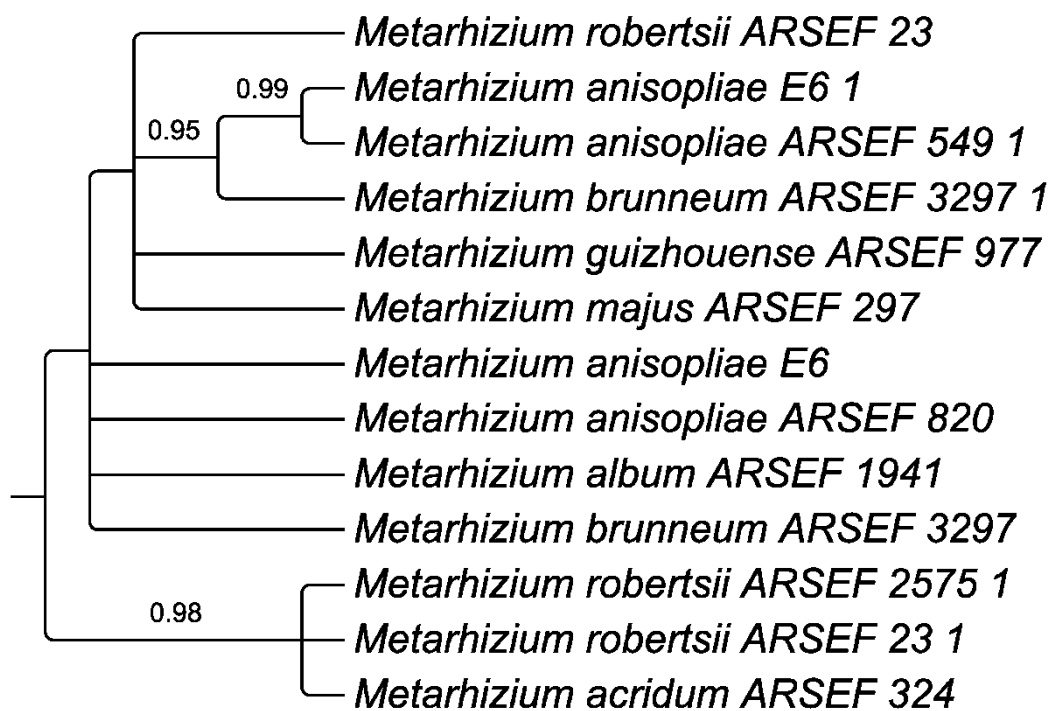 Metarhizium robertsii ARSEF 23
0.99
Metarhizium anisopliae E6 1
0.95
Metarhizium anisopliae ARSEF 549 1
Metarhizium brunneum ARSEF 3297 1
Metarhizium guizhouense ARSEF 977
Metarhizium majus ARSEF 297
Metarhizium anisopliae E6
Metarhizium anisopliae ARSEF 820
Metarhizium album ARSEF 1941
Metarhizium brunneum ARSEF 3297
Metarhizium robertsii ARSEF 2575 1
0.98
Metarhizium robertsii ARSEF 23 1
Metarhizium acridum ARSEF 324